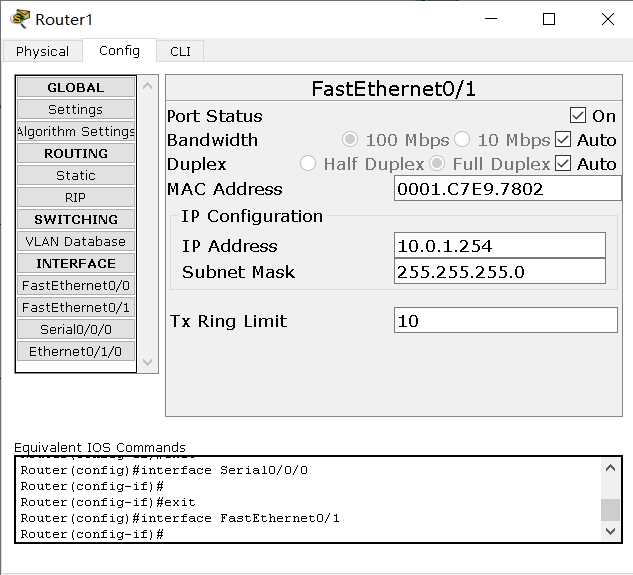 Router1
Physical Config CLI
GLOBAL
Settings
Algorithm Settings
ROUTING
Static
RIP
SWITCHING
VLAN Database
INTERFACE
FastEthernet0/0
FastEthernet0/1
Serial0/0/0
Ethernet0/1/0
FastEthernet0/1
Port Status On
Bandwidth 100 Mbps 10 Mbps Auto
Duplex Half Duplex Full Duplex Auto
MAC Address 0001.C7E9.7802
IP Configuration
IP Address 10.0.1.254
Subnet Mask 255.255.255.0
Tx Ring Limit 10
Equivalent IOS Commands
Router(config)#interface Serial0/0/0
Router(config-if)#
Router(config-if)#exit
Router(config)#interface FastEthernet0/1
Router(config-if)#